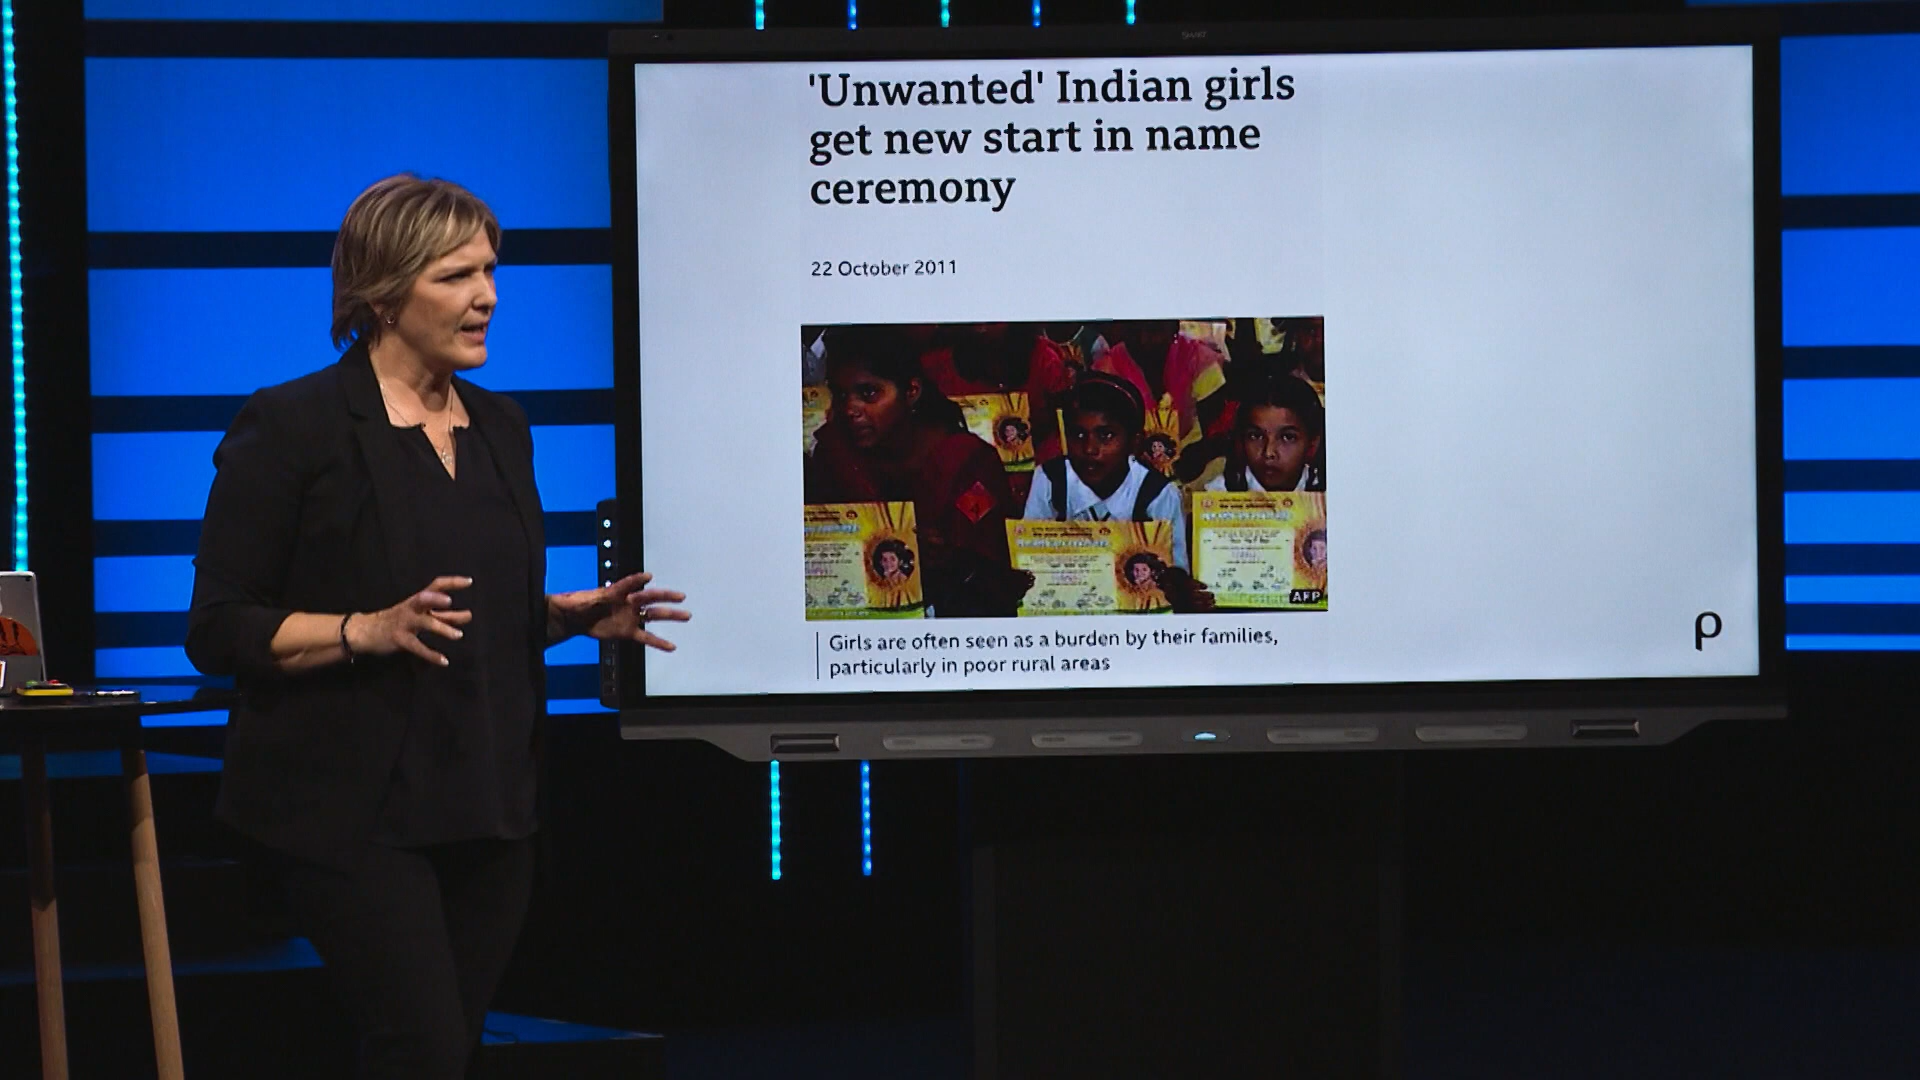 SMART
'Unwanted' Indian girls
get new start in name
ceremony
22 October 2011
AFP
Girls are often seen as a burden by their families,
particularly in poor rural areas
ρ